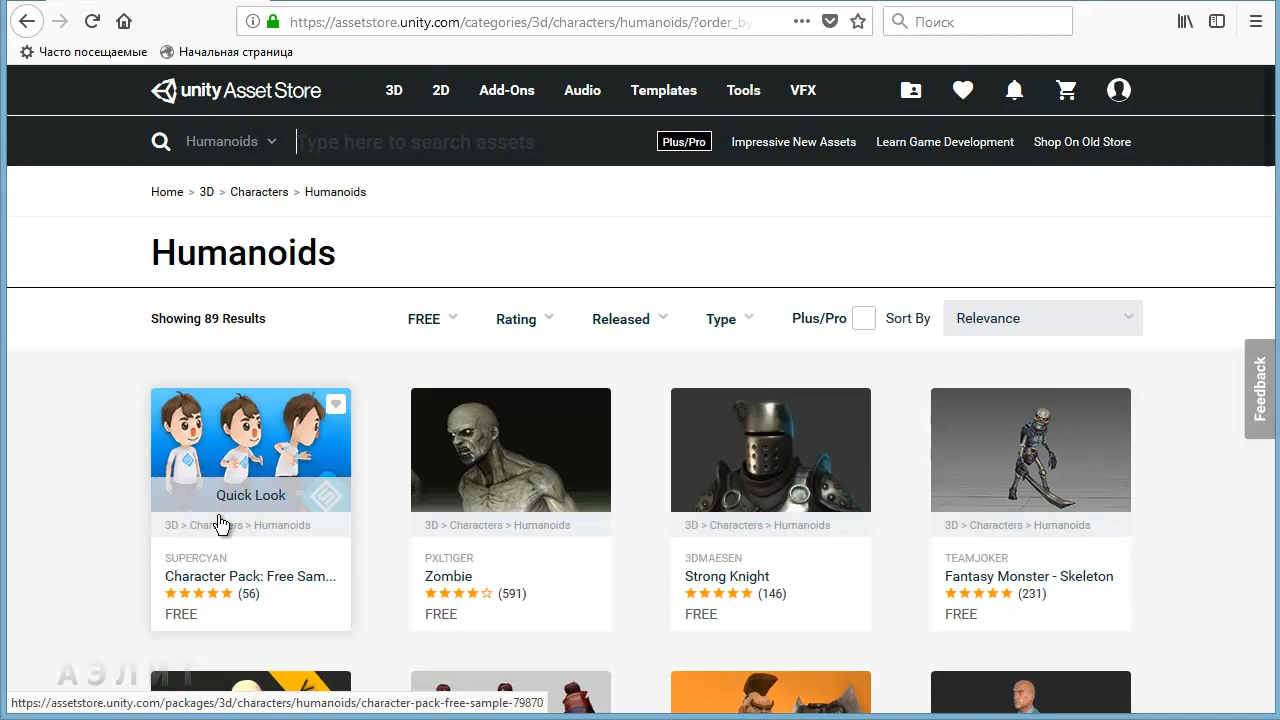 https://assetstore.unity.com/categories/3d/characters/humanoids/?order_by
Поиск
Часто посещаемые
Начальная страница
unity Asset Store
3D
2D
Add-Ons
Audio
Templates
Tools
VFX
Humanoids
Type here to search assets
Plus/Pro
Impressive New Assets
Learn Game Development
Shop On Old Store
Home > 3D > Characters > Humanoids
Humanoids
Showing 89 Results
FREE
Rating
Released
Type
Plus/Pro
Sort By
Relevance
Feedback
Quick Look
3D > Characters > Humanoids
SUPERCYAN
Character Pack: Free Sam...
(56)
FREE
3D > Characters > Humanoids
PXLTIGER
Zombie
(591)
FREE
3D > Characters > Humanoids
3DMAESEN
Strong Knight
(146)
FREE
3D > Characters > Humanoids
TEAMJOKER
Fantasy Monster - Skeleton
(231)
FREE
АЭЛИТ
https://assetstore.unity.com/packages/3d/characters/humanoids/character-pack-free-sample-79870